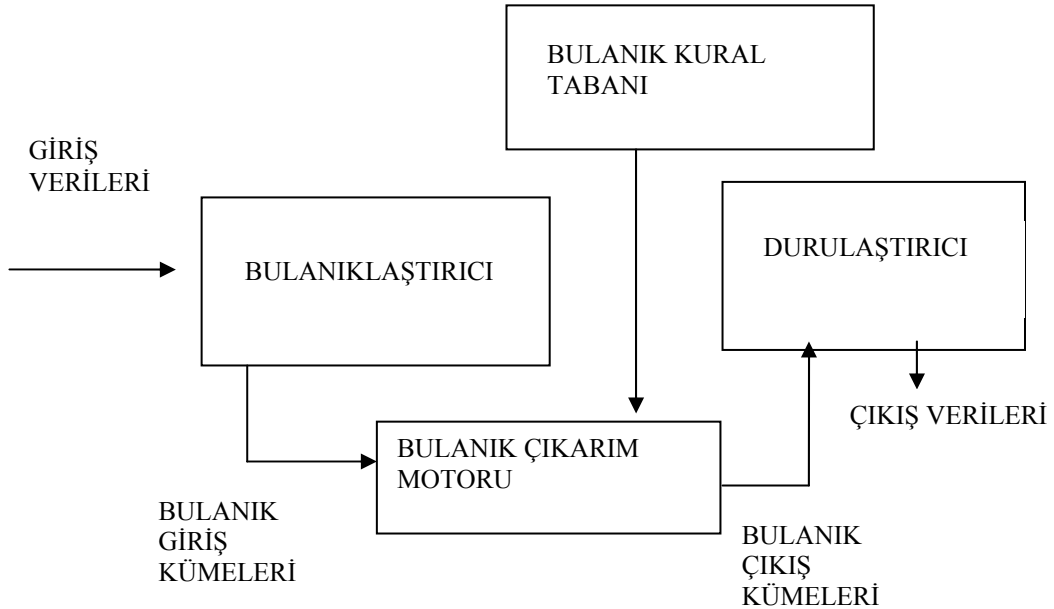 BULANIK KURAL
TABANI
GİRİŞ
VERİLERİ
BULANIKLAŞTIRICI
DURULAŞTIRICI
ÇIKIŞ VERİLERİ
BULANIK ÇIKARIM
MOTORU
BULANIK
GİRİŞ
KÜMELERİ
BULANIK
ÇIKIŞ
KÜMELERİ